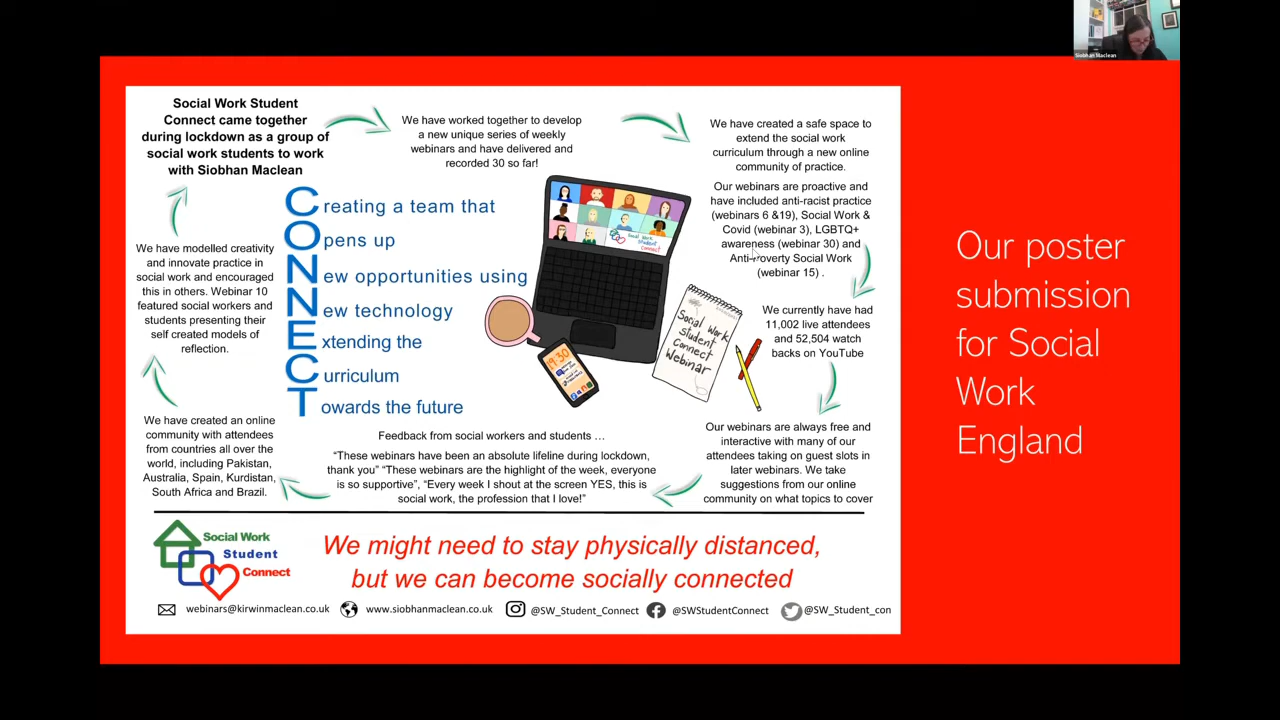 Siobhan Maclean
Social Work Student
Connect came together
during lockdown as a group of
social work students to work
with Siobhan Maclean
We have worked together to develop
a new unique series of weekly
webinars and have delivered and
recorded 30 so far!
We have created a safe space to
extend the social work
curriculum through a new online
community of practice.
Our webinars are proactive and
have included anti-racist practice
(webinars 6 &19), Social Work &
Covid (webinar 3), LGBTQ+
awareness (webinar 30) and
Anti-Poverty Social Work
(webinar 15) .
We currently have had
11,002 live attendees
and 52,504 watch
backs on YouTube
Our webinars are always free and
interactive with many of our
attendees taking on guest slots in
later webinars. We take
suggestions from our online
community on what topics to cover
Feedback from social workers and students …
“These webinars have been an absolute lifeline during lockdown,
thank you” “These webinars are the highlight of the week, everyone
is so supportive”, “Every week I shout at the screen YES, this is
social work, the profession that I love!”
We have created an online
community with attendees
from countries all over the
world, including Pakistan,
Australia, Spain, Kurdistan,
South Africa and Brazil.
We have modelled creativity
and innovate practice in
social work and encouraged
this in others. Webinar 10
featured social workers and
students presenting their
self created models of
reflection.
Creating a team that
Opens up
New opportunities using
New technology
Extending the
Curriculum
Towards the future
Social Work
Student
Connect
19:30
Social Work
Student
Connect
Webinar
Social Work
Student
Connect
We might need to stay physically distanced,
but we can become socially connected
webinars@kirwinmaclean.co.uk www.siobhanmaclean.co.uk @SW_Student_Connect @SWStudentConnect @SW_Student_con
Our poster
submission
for Social
Work
England